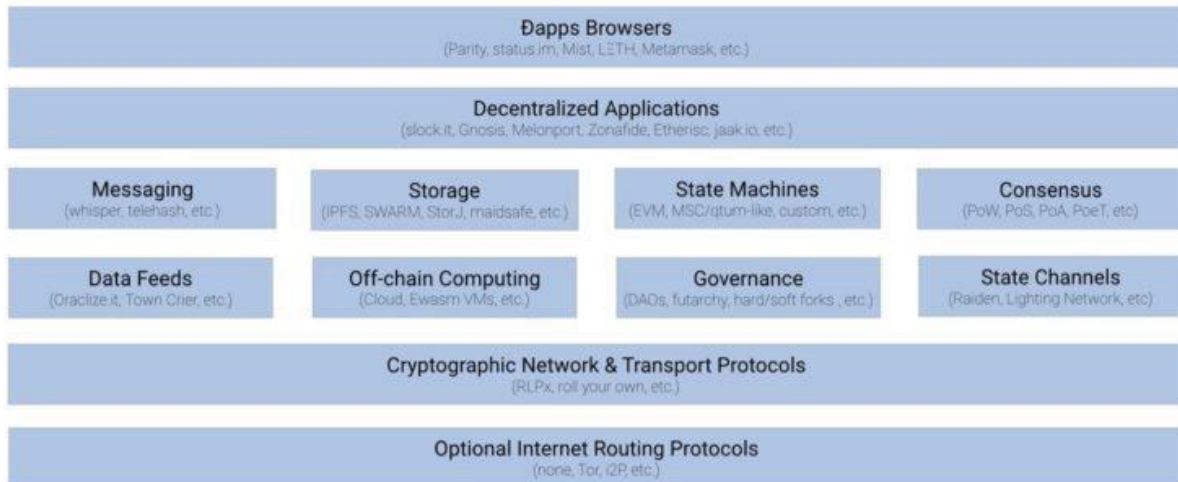 Ðapps Browsers
(Parity, status.im, Mist, LΞTH, Metamask, etc.)
Decentralized Applications
(slock.it, Gnosis, Melonport, Zonafide, Etherisc, jaak.io, etc.)
Messaging
(whisper, telehash, etc.)
Storage
(IPFS, SWARM, StorJ, maidsafe, etc.)
State Machines
(EVM, MSC/qtum-like, custom, etc.)
Consensus
(PoW, PoS, PoA, PoeT, etc)
Data Feeds
(Oraclize.it, Town Crier, etc.)
Off-chain Computing
(Cloud, Ewasm VMs, etc.)
Governance
(DAOs, futarchy, hard/soft forks , etc.)
State Channels
(Raiden, Lighting Network, etc)
Cryptographic Network & Transport Protocols
(RLPx, roll your own, etc.)
Optional Internet Routing Protocols
(none, Tor, i2P, etc.)